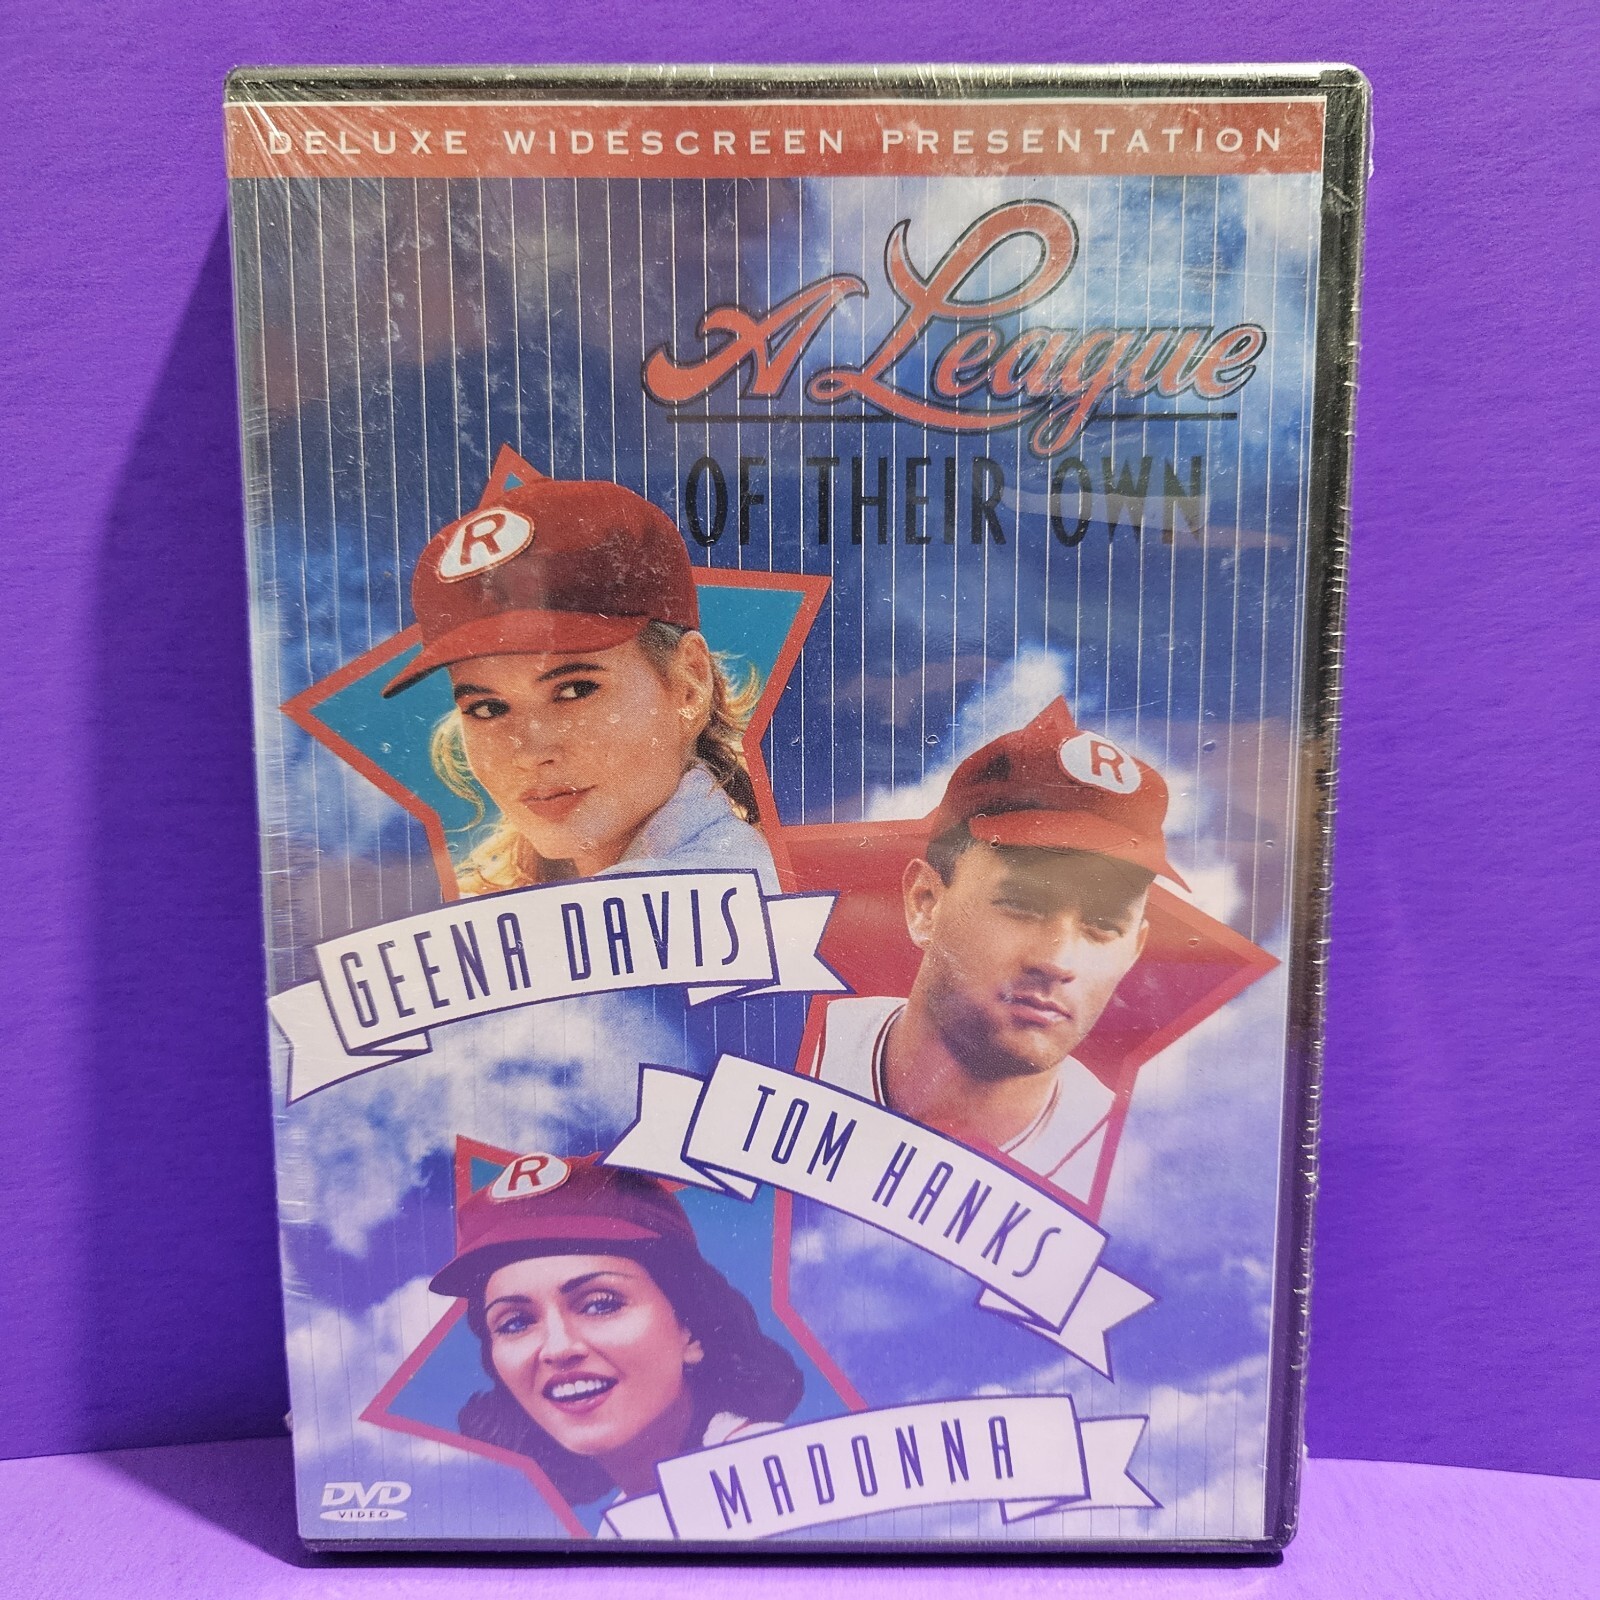 DELUXE WIDESCREEN PRESENTATION
A League
OF THEIR OWN
R
R
GEENA DAVIS
TOM HANKS
R
MADONNA
DVD
VIDEO